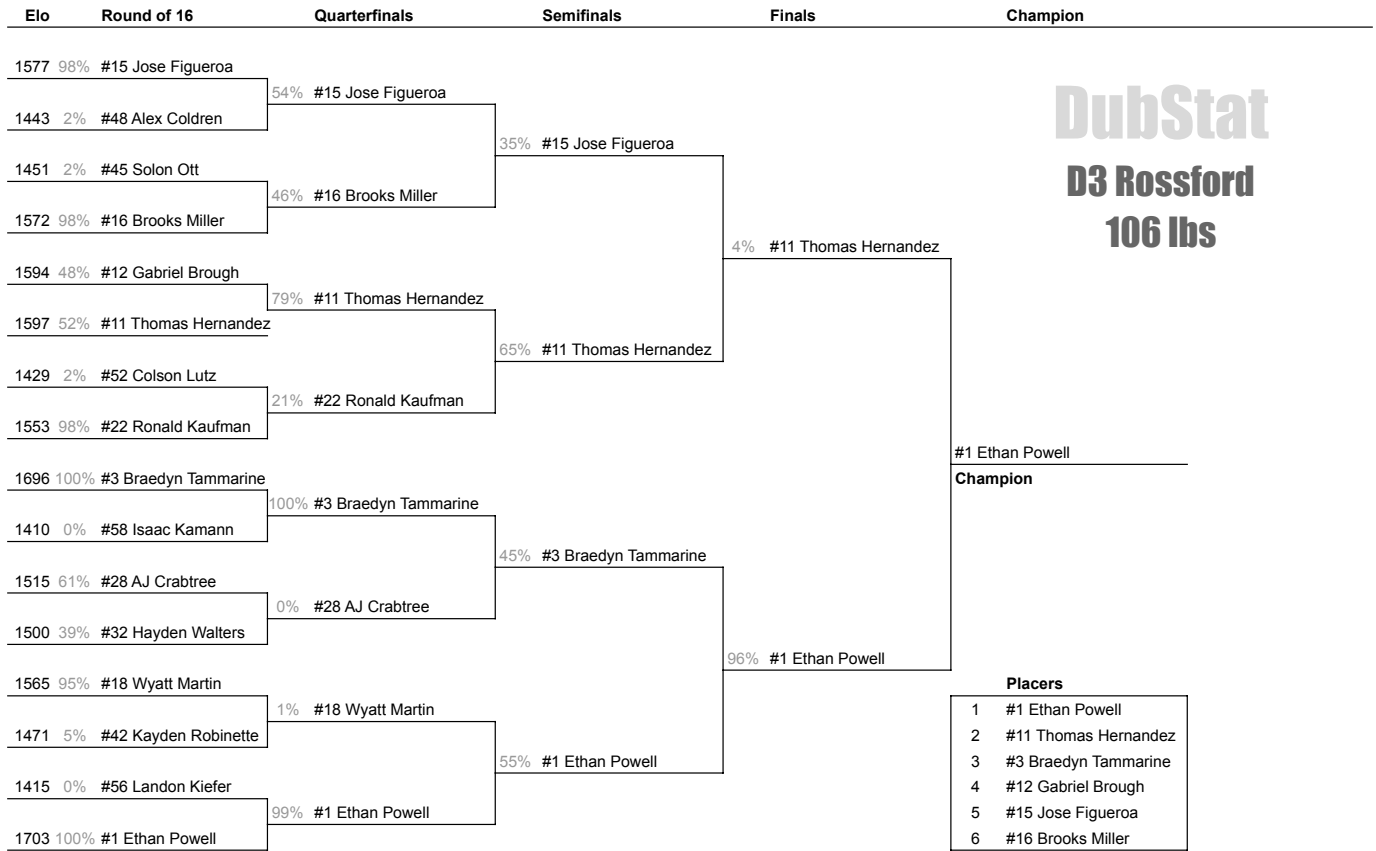 Elo Round of 16 Quarterfinals Semifinals Finals Champion
1577 98% #15 Jose Figueroa
54% #15 Jose Figueroa
DubStat
1443 2% #48 Alex Coldren
35% #15 Jose Figueroa
1451 2% #45 Solon Ott
D3 Rossford
46% #16 Brooks Miller
1572 98% #16 Brooks Miller
106 lbs
4% #11 Thomas Hernandez
1594 48% #12 Gabriel Brough
79% #11 Thomas Hernandez
1597 52% #11 Thomas Hernandez
65% #11 Thomas Hernandez
1429 2% #52 Colson Lutz
21% #22 Ronald Kaufman
1553 98% #22 Ronald Kaufman
#1 Ethan Powell
1696 100% #3 Braedyn Tammarine
Champion
100% #3 Braedyn Tammarine
1410 0% #58 Isaac Kamann
45% #3 Braedyn Tammarine
1515 61% #28 AJ Crabtree
0% #28 AJ Crabtree
1500 39% #32 Hayden Walters
96% #1 Ethan Powell
1565 95% #18 Wyatt Martin
Placers
1% #18 Wyatt Martin
1 #1 Ethan Powell
1471 5% #42 Kayden Robinette
2 #11 Thomas Hernandez
55% #1 Ethan Powell
3 #3 Braedyn Tammarine
1415 0% #56 Landon Kiefer
4 #12 Gabriel Brough
99% #1 Ethan Powell
5 #15 Jose Figueroa
1703 100% #1 Ethan Powell
6 #16 Brooks Miller